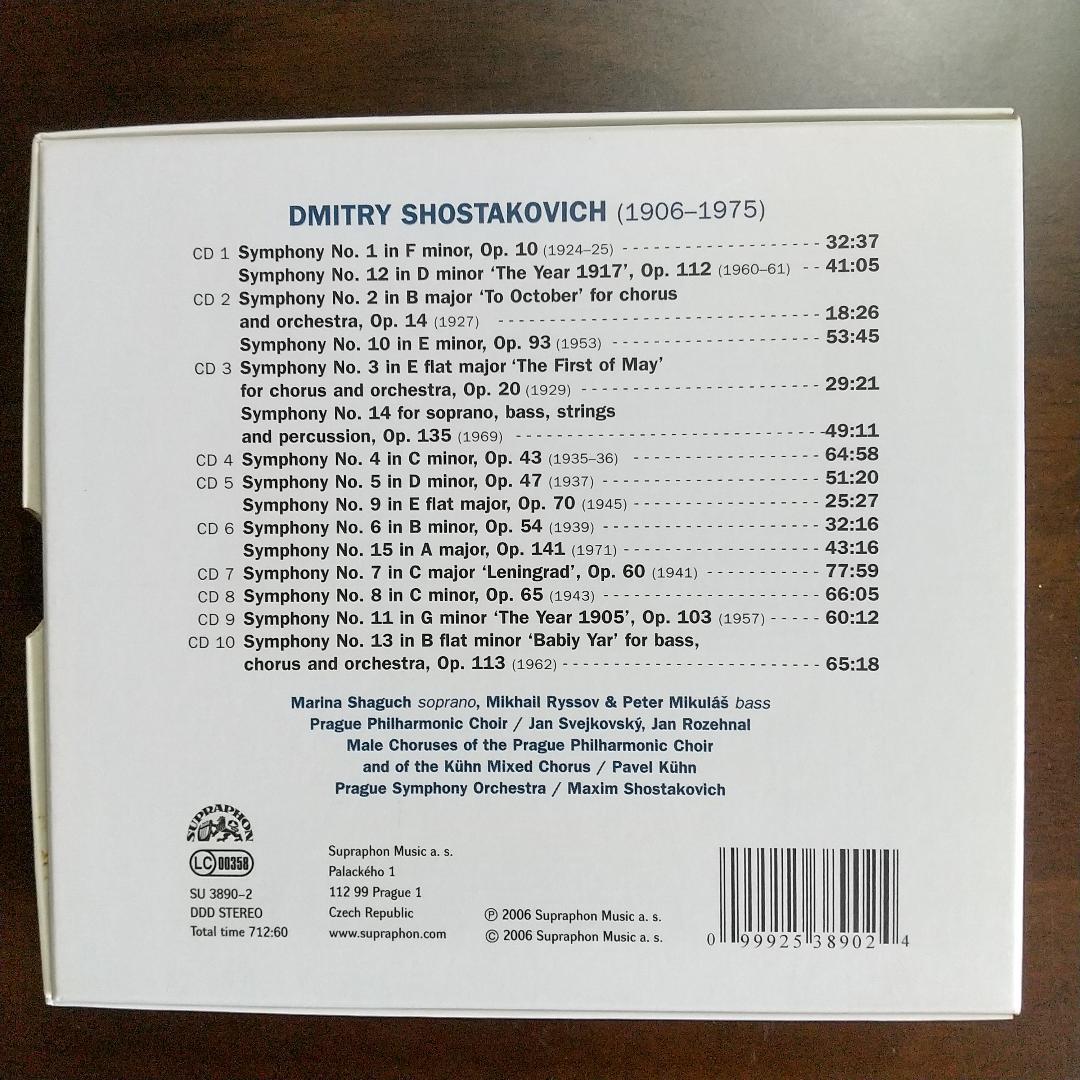 DMITRY SHOSTAKOVICH (1906–1975)
CD 1 Symphony No. 1 in F minor, Op. 10 (1924–25) - - - - - - - - - - - - - - - - - - - 32:37
Symphony No. 12 in D minor ‘The Year 1917’, Op. 112 (1960–61) - - 41:05
CD 2 Symphony No. 2 in B major ‘To October’ for chorus
and orchestra, Op. 14 (1927) - - - - - - - - - - - - - - - - - - - - - - - - - - - - - - 18:26
Symphony No. 10 in E minor, Op. 93 (1953) - - - - - - - - - - - - - - - - - - - - 53:45
CD 3 Symphony No. 3 in E flat major ‘The First of May’
for chorus and orchestra, Op. 20 (1929) - - - - - - - - - - - - - - - - - - - - - - - 29:21
Symphony No. 14 for soprano, bass, strings
and percussion, Op. 135 (1969) - - - - - - - - - - - - - - - - - - - - - - - - - - - - - 49:11
CD 4 Symphony No. 4 in C minor, Op. 43 (1935–36) - - - - - - - - - - - - - - - - - - 64:58
CD 5 Symphony No. 5 in D minor, Op. 47 (1937) - - - - - - - - - - - - - - - - - - - - - 51:20
Symphony No. 9 in E flat major, Op. 70 (1945) - - - - - - - - - - - - - - - - - - 25:27
CD 6 Symphony No. 6 in B minor, Op. 54 (1939) - - - - - - - - - - - - - - - - - - - - - 32:16
Symphony No. 15 in A major, Op. 141 (1971) - - - - - - - - - - - - - - - - - - - 43:16
CD 7 Symphony No. 7 in C major ‘Leningrad’, Op. 60 (1941) - - - - - - - - - - - 77:59
CD 8 Symphony No. 8 in C minor, Op. 65 (1943) - - - - - - - - - - - - - - - - - - - - - 66:05
CD 9 Symphony No. 11 in G minor ‘The Year 1905’, Op. 103 (1957) - - - - - 60:12
CD 10 Symphony No. 13 in B flat minor ‘Babiy Yar’ for bass,
chorus and orchestra, Op. 113 (1962) - - - - - - - - - - - - - - - - - - - - - - - - - 65:18
Marina Shaguch soprano, Mikhail Ryssov & Peter Mikuláš bass
Prague Philharmonic Choir / Jan Svejkovský, Jan Rozehnal
Male Choruses of the Prague Philharmonic Choir
and of the Kühn Mixed Chorus / Pavel Kühn
Prague Symphony Orchestra / Maxim Shostakovich
SUPRAPHON
LC 00358
SU 3890–2
DDD STEREO
Total time 712:60
Supraphon Music a. s.
Palackého 1
112 99 Prague 1
Czech Republic
www.supraphon.com
℗ 2006 Supraphon Music a. s.
© 2006 Supraphon Music a. s.
0 99925 38902 4